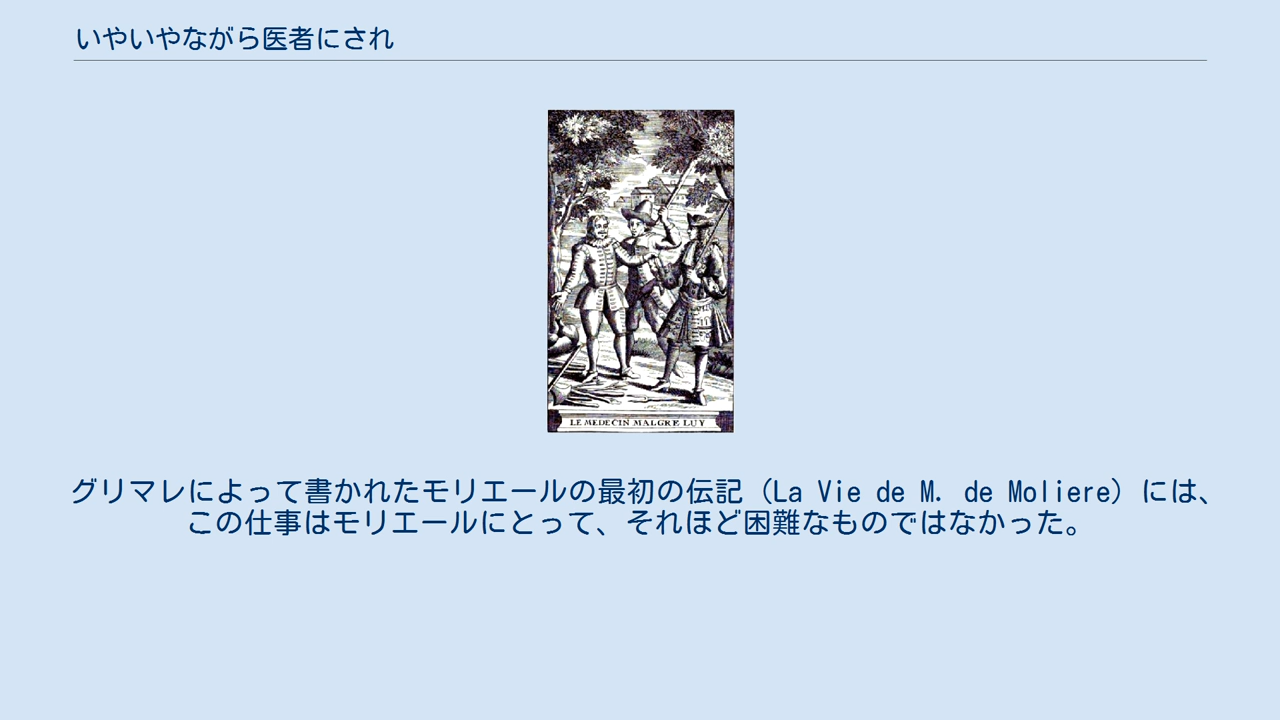 いやいやながら医者にされ
LE MEDECIN MALGRE LUY
グリマレによって書かれたモリエールの最初の伝記（La Vie de M. de Moliere）には、
この仕事はモリエールにとって、それほど困難なものではなかった。